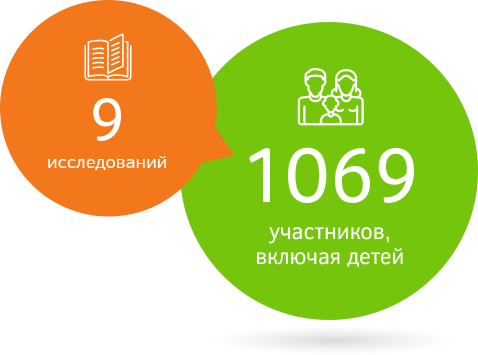 9
исследований
1069
участников,
включая детей